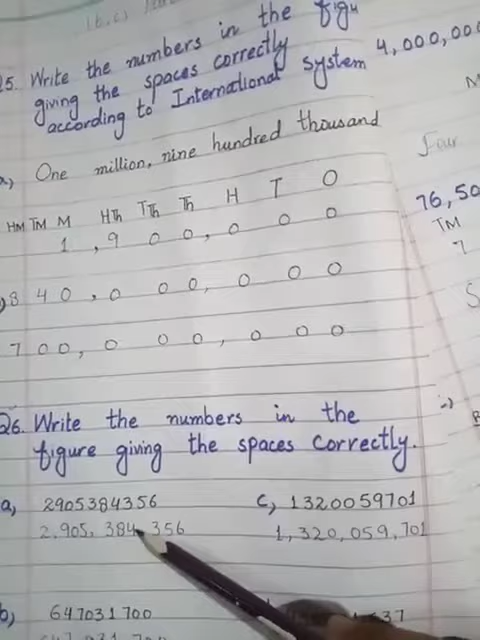 Q5. Write the numbers in the figu
giving the spaces correctly
according to International System
4,000,000
a) One million, nine hundred thousand
Four
HM TM M HTh TTh Th H T O
76,50
TM
1 , 9 0 0 , 0 0 0
7
8 4 0 , 0 0 0 , 0 0 0
7 0 0 , 0 0 0 , 0 0 0
Q6. Write the numbers in the
figure giving the spaces correctly.
a, 2905384356 c, 1320059701
2,905,384,356 1,320,059,701
b) 647031700